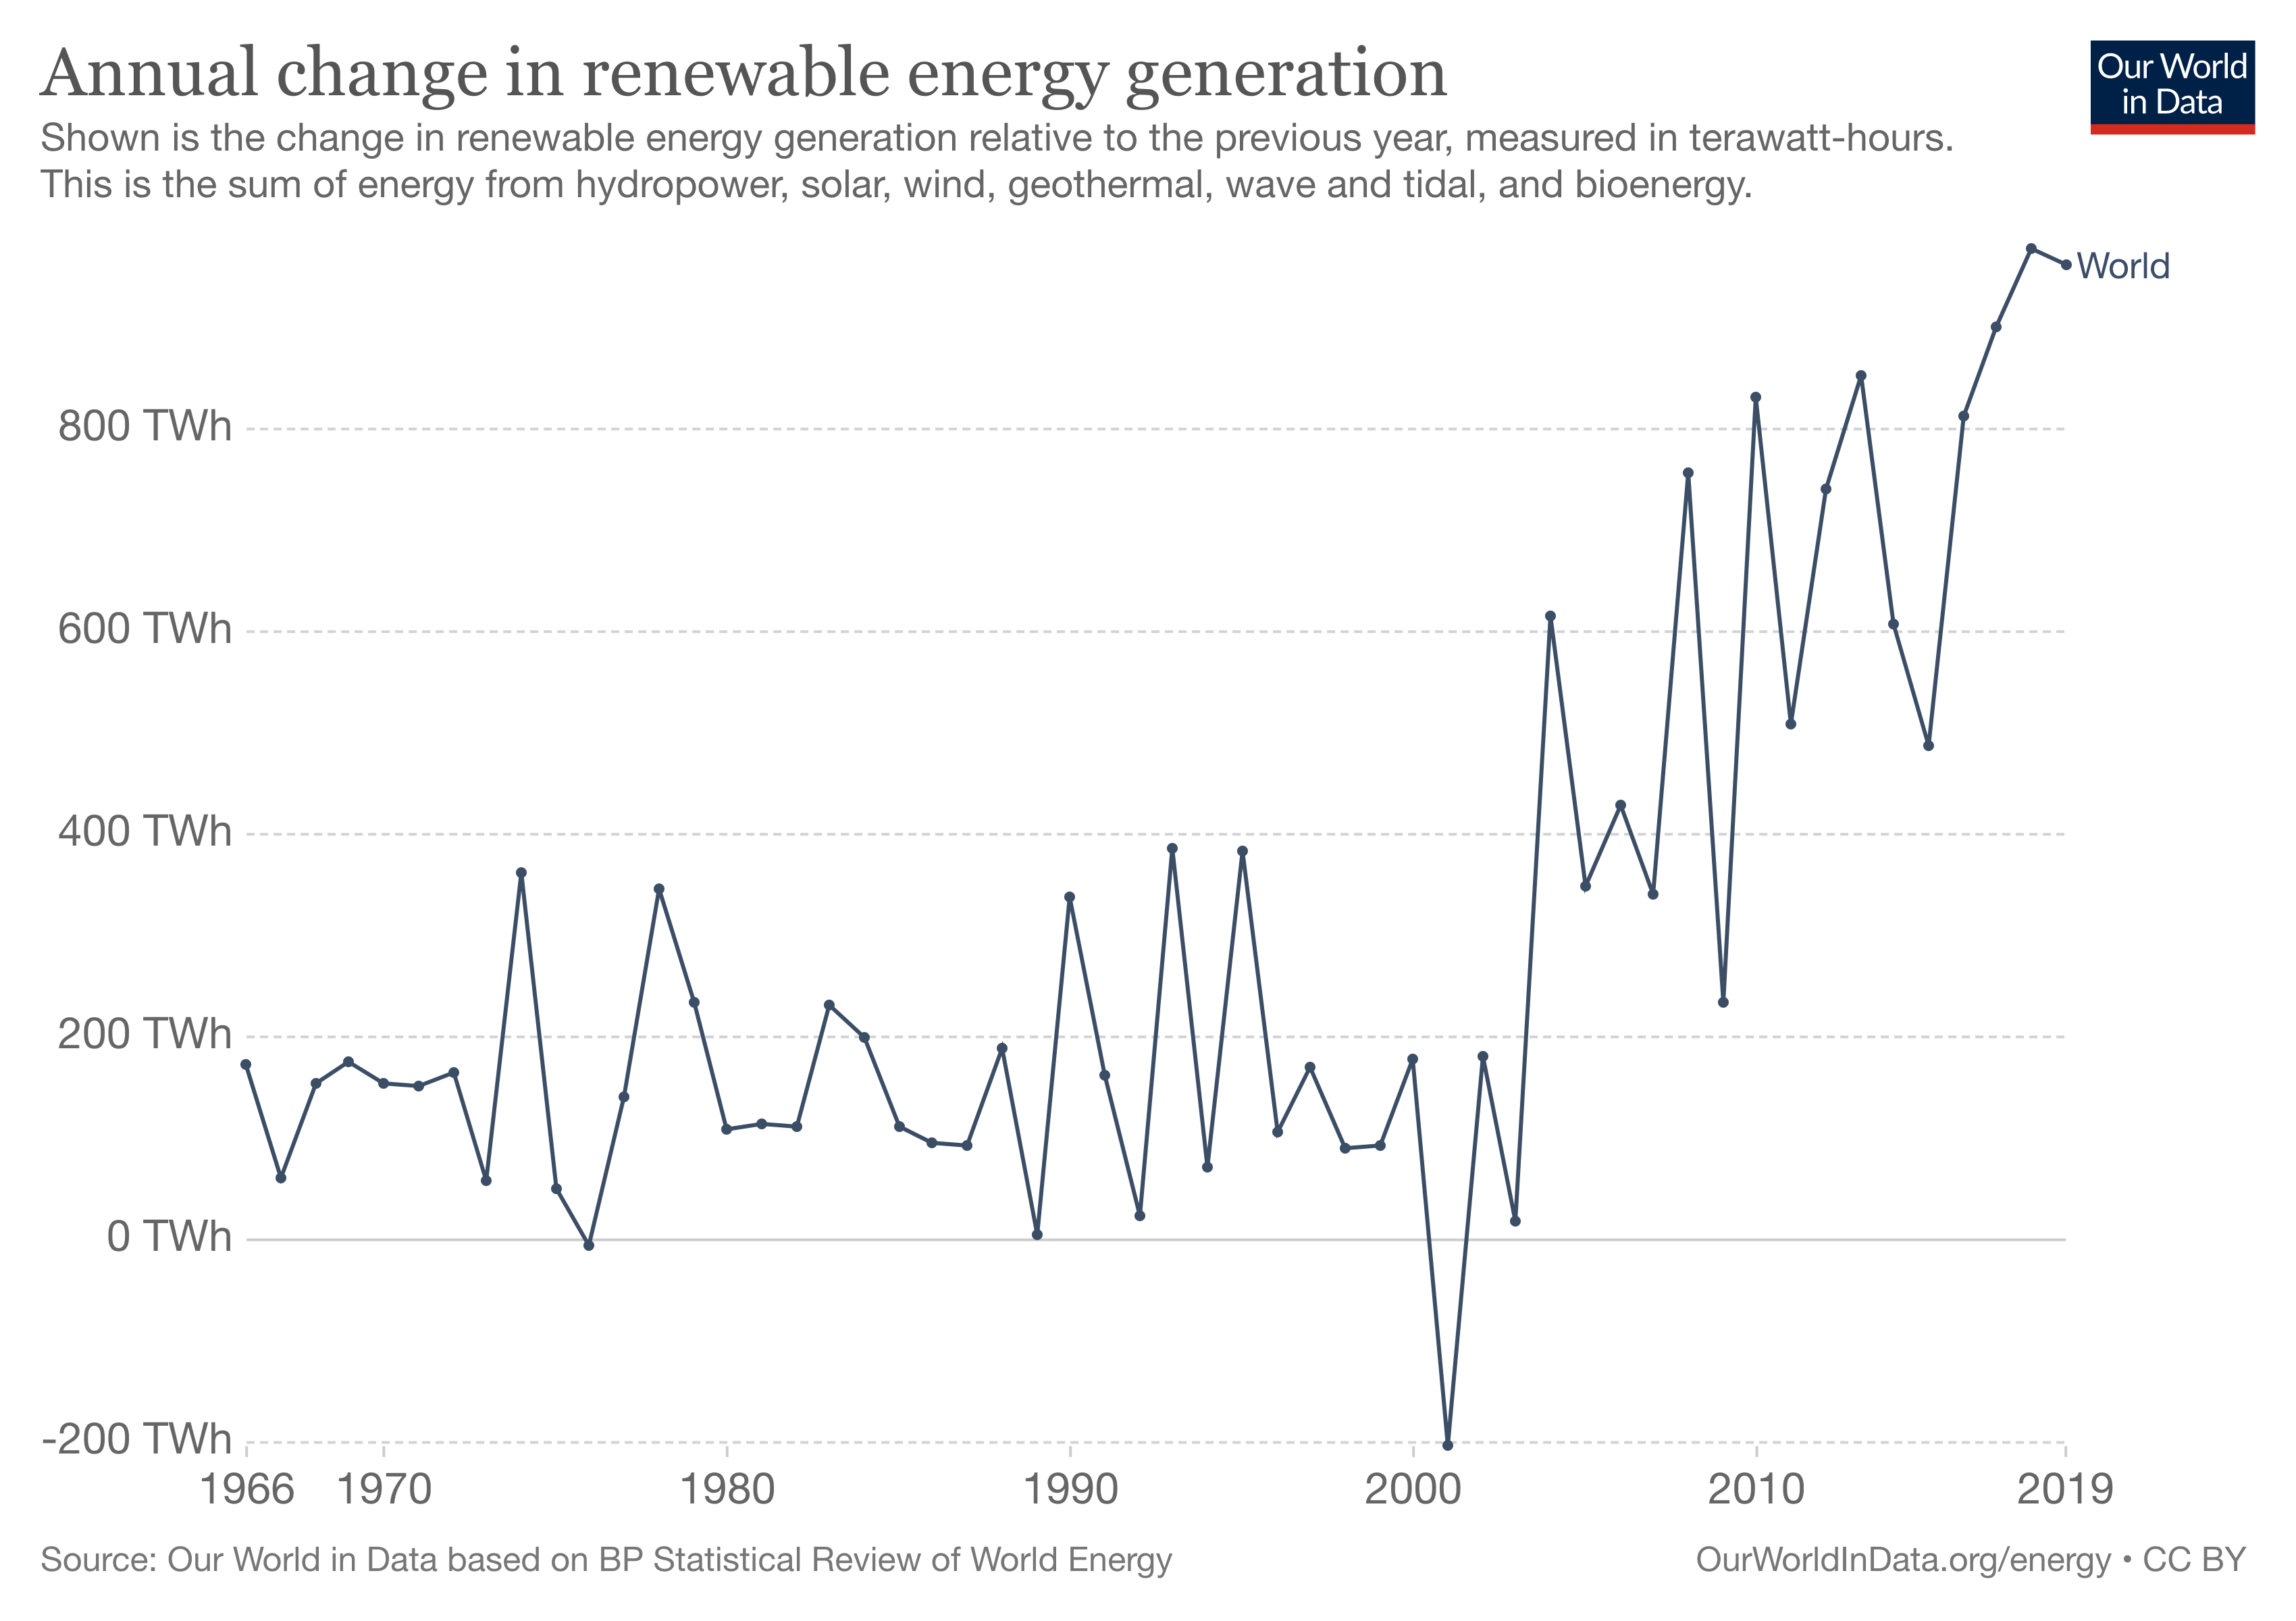 Annual change in renewable energy generation
Our World
in Data
Shown is the change in renewable energy generation relative to the previous year, measured in terawatt-hours.
This is the sum of energy from hydropower, solar, wind, geothermal, wave and tidal, and bioenergy.
World
800 TWh
600 TWh
400 TWh
200 TWh
0 TWh
-200 TWh
1966 1970 1980 1990 2000 2010 2019
Source: Our World in Data based on BP Statistical Review of World Energy
OurWorldInData.org/energy • CC BY